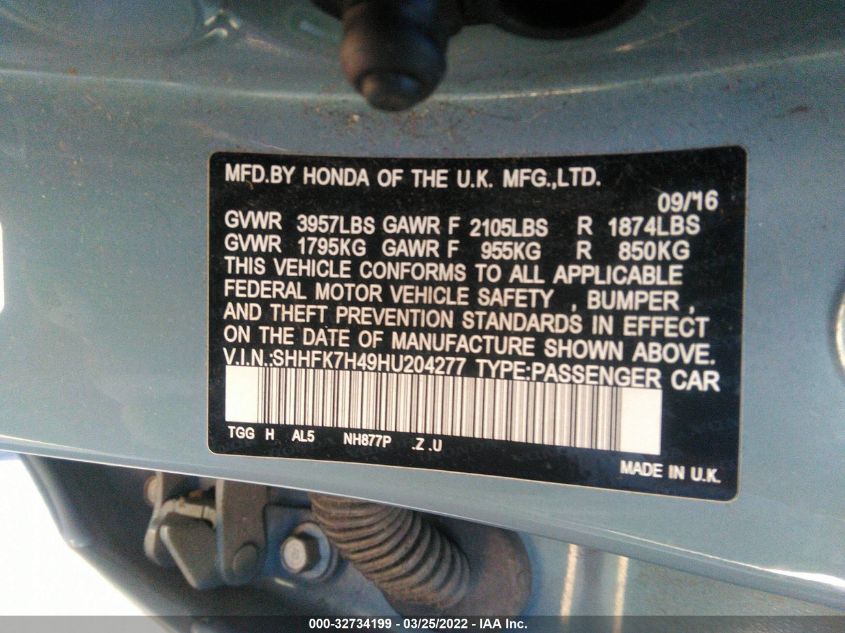 MFD.BY HONDA OF THE U.K. MFG.,LTD.
09/'16
GVWR 3957LBS GAWR F 2105LBS R 1874LBS
GVWR 1795KG GAWR F 955KG R 850KG
THIS VEHICLE CONFORMS TO ALL APPLICABLE
FEDERAL MOTOR VEHICLE SAFETY , BUMPER ,
AND THEFT PREVENTION STANDARDS IN EFFECT
ON THE DATE OF MANUFACTURE SHOWN ABOVE.
V.I.N.:SHHFK7H49HU204277 TYPE:PASSENGER CAR
TGG H AL5 NH877P .Z .U
MADE IN U.K.
000-32734199 - 03/25/2022 - IAA Inc.